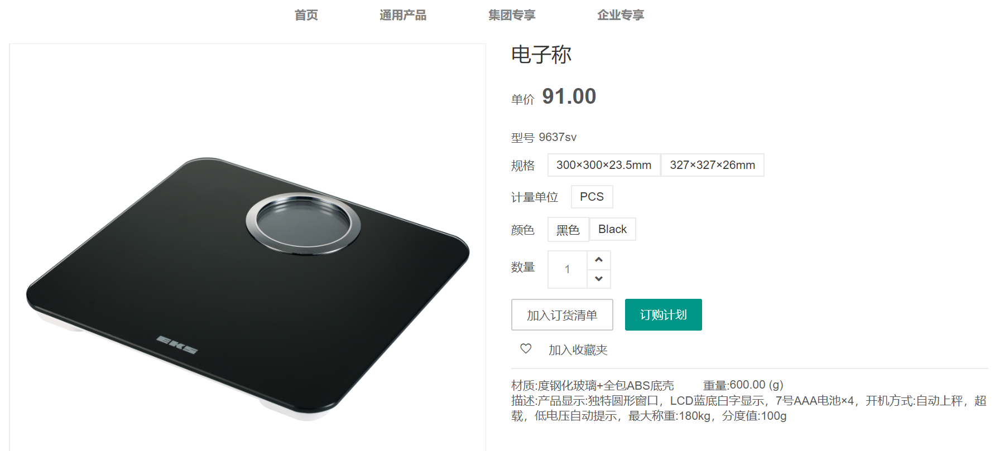 首页 通用产品 集团专享 企业专享
电子称
单价 91.00
型号 9637sv
规格 300×300×23.5mm 327×327×26mm
计量单位 PCS
颜色 黑色 Black
数量 1
加入订货清单 订购计划
加入收藏夹
EKS
材质:度钢化玻璃+全包ABS底壳 重量:600.00 (g)
描述:产品显示:独特圆形窗口，LCD蓝底白字显示，7号AAA电池×4，开机方式:自动上秤，超
载，低电压自动提示，最大称重:180kg，分度值:100g